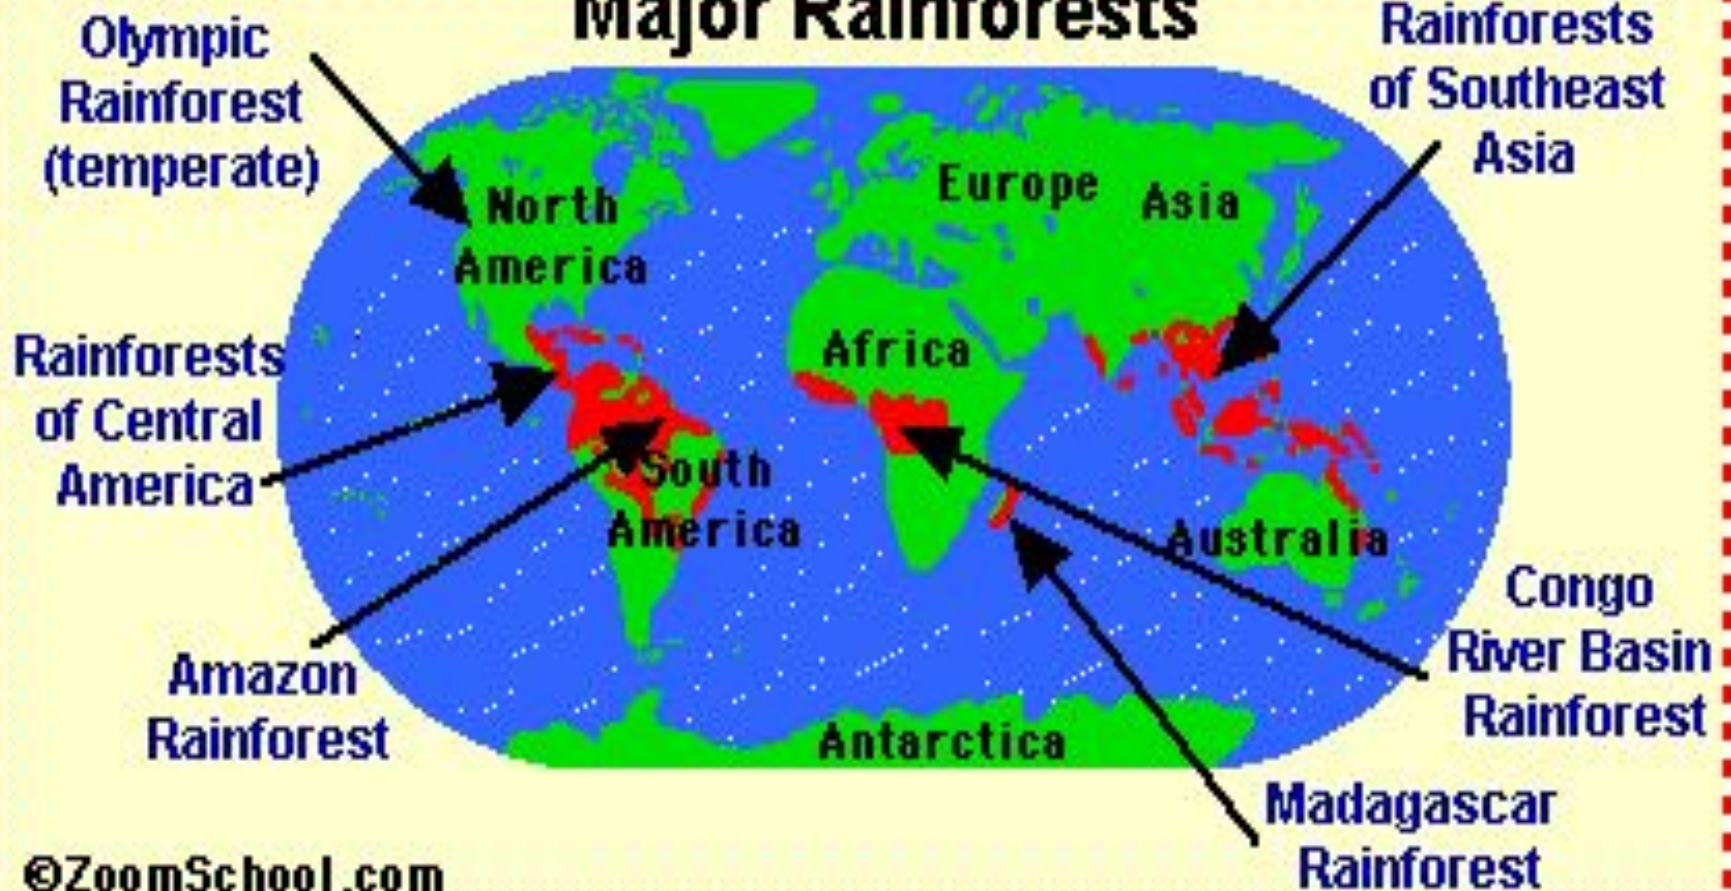 Major Rainforests
Olympic
Rainforest
(temperate)
Rainforests
of Southeast
Asia
North
America
Europe
Asia
Africa
Rainforests
of Central
America
South
America
Australia
Amazon
Rainforest
Congo
River Basin
Rainforest
Antarctica
Madagascar
Rainforest
©ZoomSchool.com